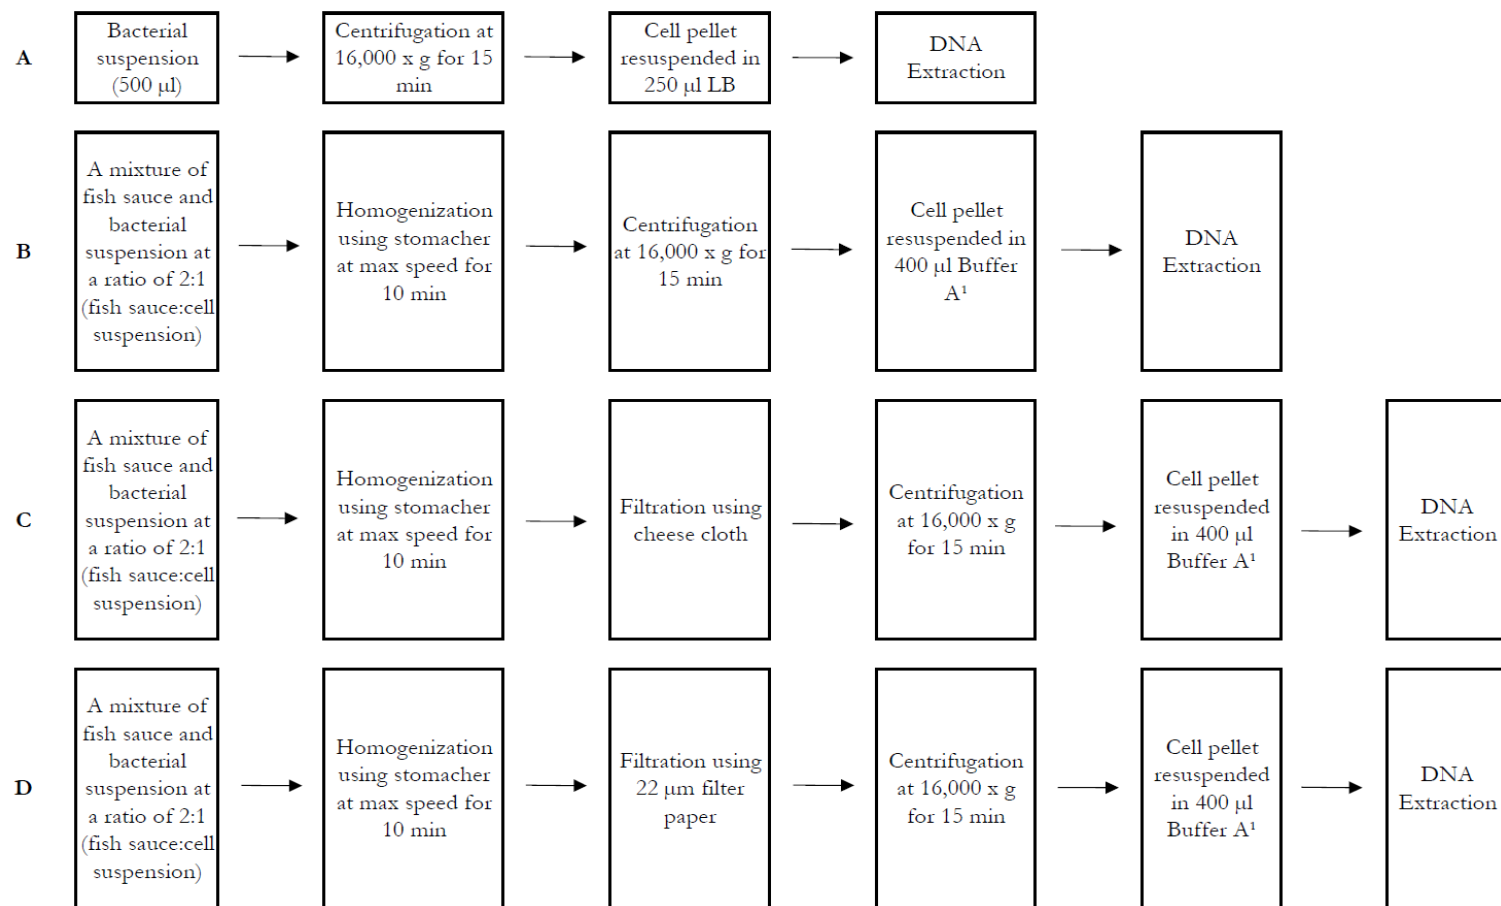 A
Bacterial
suspension
(500 µl)
Centrifugation at
16,000 x g for 15
min
Cell pellet
resuspended in
250 µl LB
DNA
Extraction
B
A mixture of
fish sauce and
bacterial
suspension at
a ratio of 2:1
(fish sauce:cell
suspension)
Homogenization
using stomacher
at max speed for
10 min
Centrifugation
at 16,000 x g for
15 min
Cell pellet
resuspended in
400 µl Buffer
A¹
DNA
Extraction
C
A mixture of
fish sauce and
bacterial
suspension at
a ratio of 2:1
(fish sauce:cell
suspension)
Homogenization
using stomacher
at max speed for
10 min
Filtration using
cheese cloth
Centrifugation
at 16,000 x g
for 15 min
Cell pellet
resuspended
in 400 µl
Buffer A¹
DNA
Extraction
D
A mixture of
fish sauce and
bacterial
suspension at
a ratio of 2:1
(fish sauce:cell
suspension)
Homogenization
using stomacher
at max speed for
10 min
Filtration using
22 µm filter
paper
Centrifugation
at 16,000 x g
for 15 min
Cell pellet
resuspended
in 400 µl
Buffer A¹
DNA
Extraction